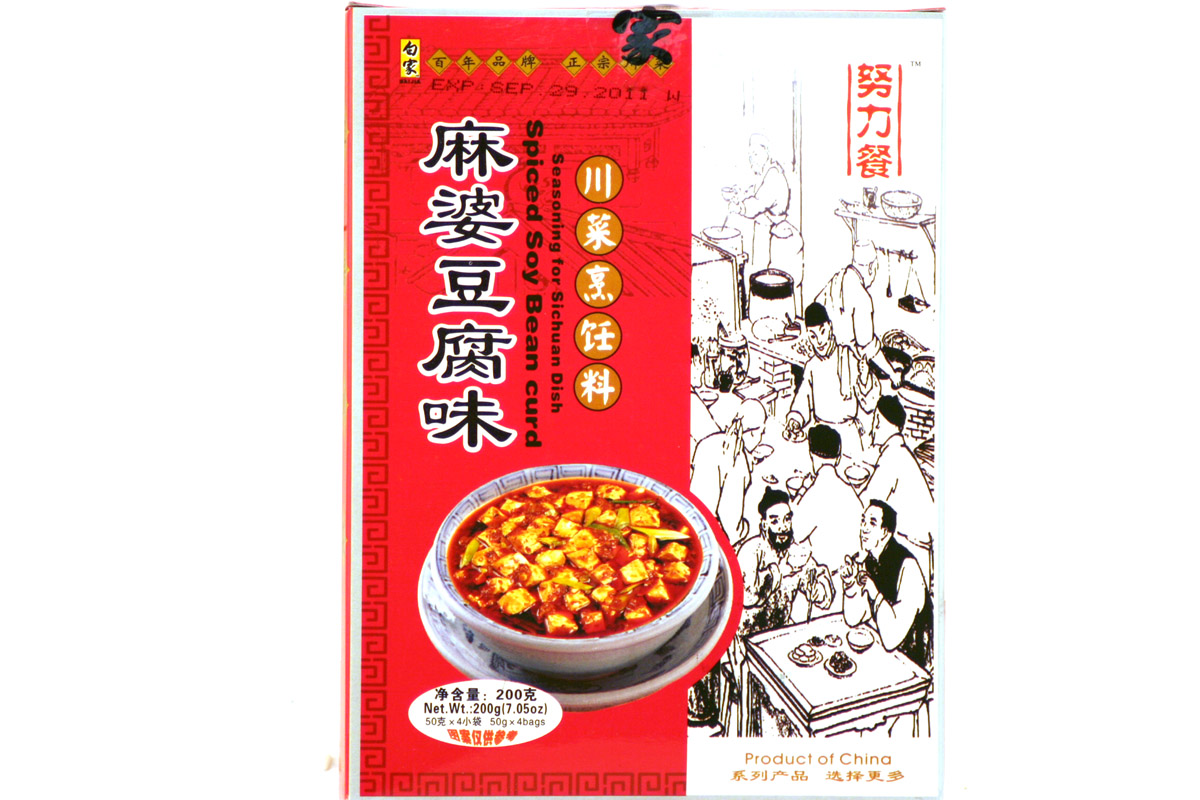 白家
BAIJIA
百年品牌 正宗川菜
EXP:SEP.29.2011 W
家
努力餐
TM
麻婆豆腐味
Spiced Soy Bean curd
Seasoning for Sichuan Dish
川菜烹饪料
净含量：200克
Net.Wt.:200g(7.05oz)
50克×4小袋 50g×4bags
图案仅供参考
Product of China
系列产品 选择更多